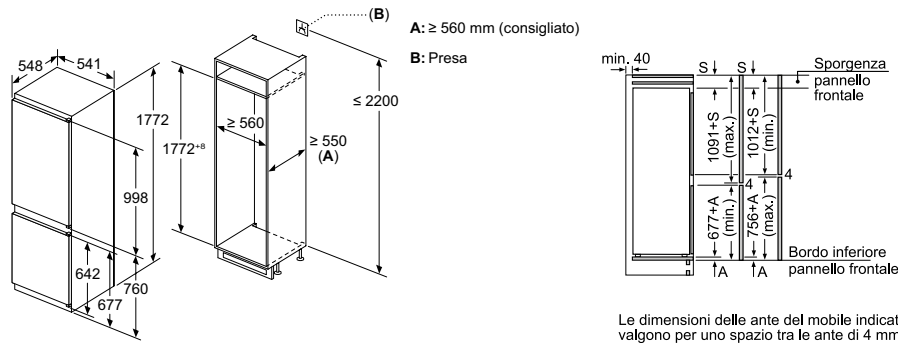 (B)
A: ≥ 560 mm (consigliato)
B: Presa
548
541
1772
998
642
677
760
1772+8
≥ 560
≥ 550
(A)
≤ 2200
min. 40
S
S
Sporgenza
pannello
frontale
1091+S
(max.)
1012+S
(min.)
4
4
677+A
(min.)
756+A
(max.)
A
A
Bordo inferiore
pannello frontale
Le dimensioni delle ante del mobile indicat
valgono per uno spazio tra le ante di 4 mm